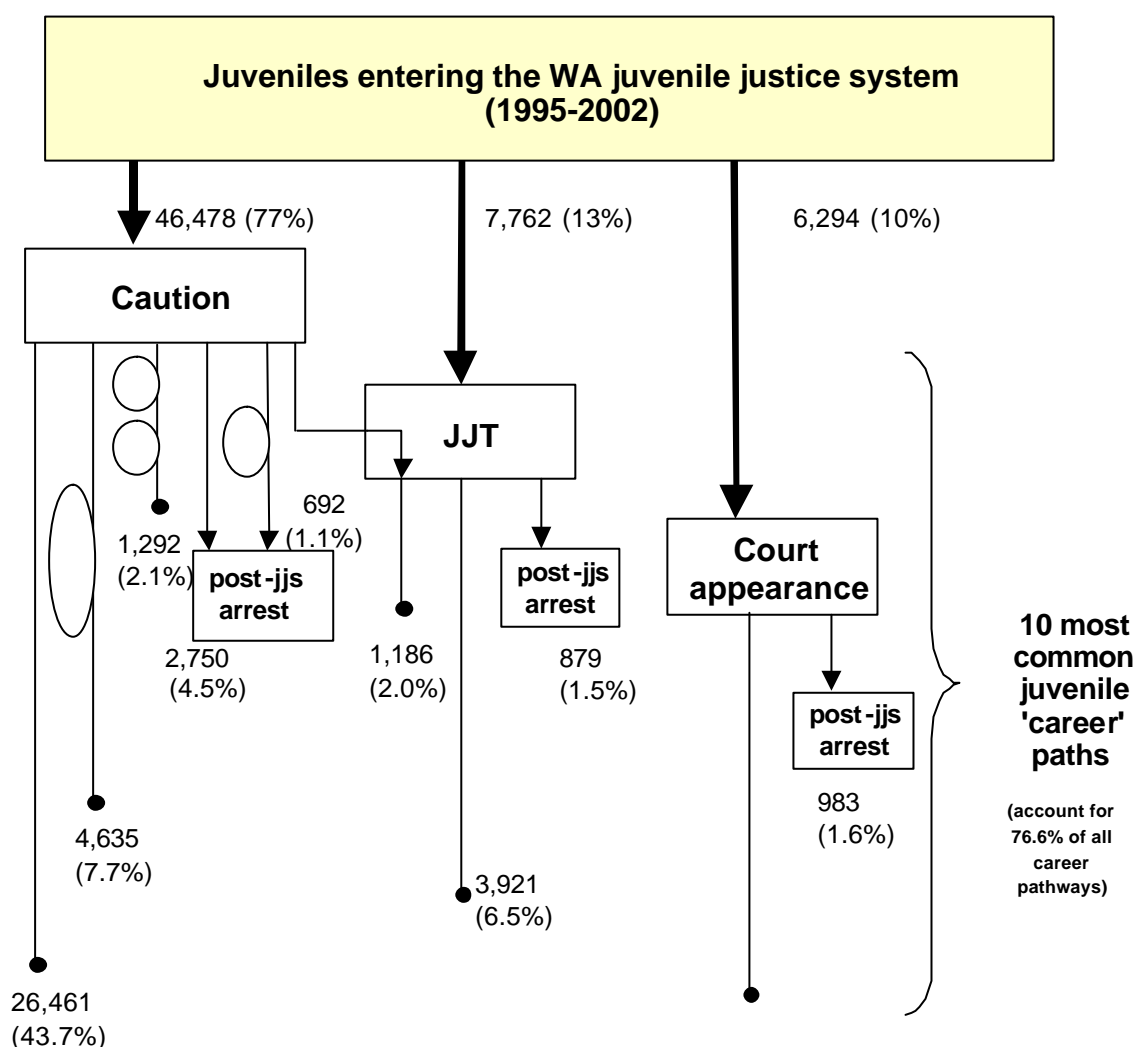 Juveniles entering the WA juvenile justice system
(1995-2002)
46,478 (77%)
7,762 (13%)
6,294 (10%)
Caution
JJT
692
(1.1%)
1,292
(2.1%)
post-jjs
arrest
post-jjs
arrest
Court
appearance
2,750
(4.5%)
1,186
(2.0%)
879
(1.5%)
10 most
common
juvenile
'career'
paths
post-jjs
arrest
983
(1.6%)
(account for
76.6% of all
career
pathways)
4,635
(7.7%)
3,921
(6.5%)
26,461
(43.7%)